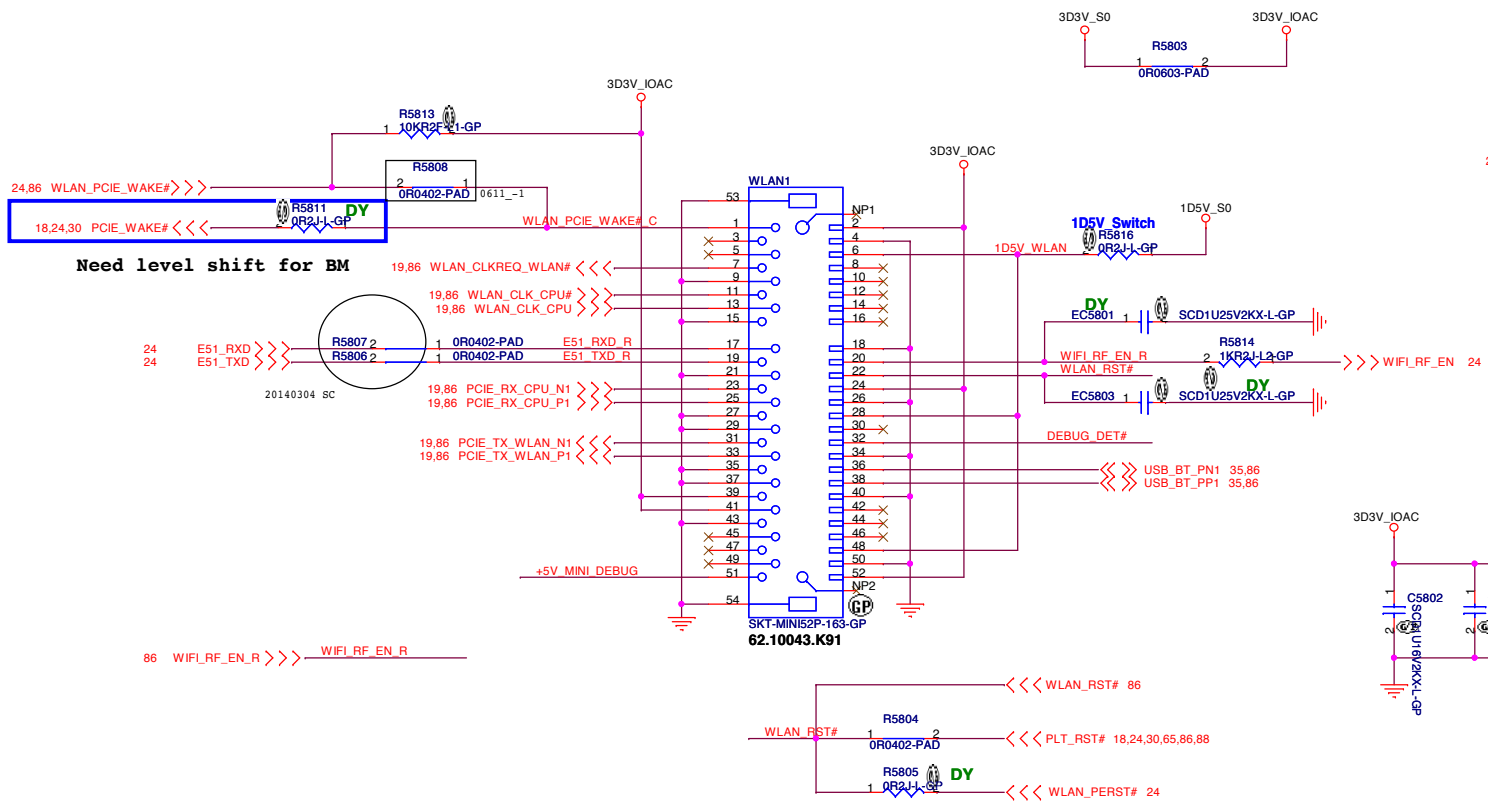 3D3V_S0
3D3V_IOAC
R5803
1
2
0R0603-PAD
3D3V_IOAC
R5813
1
10KR2F-L1-GP
3D3V_IOAC
R5808
2
1
0R0402-PAD
0611_-1
24,86 WLAN_PCIE_WAKE#
R5811
DY
0R2J-L-GP
18,24,30 PCIE_WAKE#
WLAN_PCIE_WAKE#_C
Need level shift for BM
WLAN1
53
NP1
1
2
3
4
5
6
7
8
9
10
11
12
13
14
15
16
17
18
19
20
21
22
23
24
25
26
27
28
29
30
31
32
33
34
35
36
37
38
39
40
41
42
43
44
45
46
47
48
49
50
51
52
NP2
54
GP
SKT-MINI52P-163-GP
62.10043.K91
19,86 WLAN_CLKREQ_WLAN#
19,86 WLAN_CLK_CPU#
19,86 WLAN_CLK_CPU
24 E51_RXD
R5807 2
1 0R0402-PAD
E51_RXD_R
24 E51_TXD
R5806 2
1 0R0402-PAD
E51_TXD_R
20140304 SC
19,86 PCIE_RX_CPU_N1
19,86 PCIE_RX_CPU_P1
19,86 PCIE_TX_WLAN_N1
19,86 PCIE_TX_WLAN_P1
+5V_MINI_DEBUG
86 WIFI_RF_EN_R
WIFI_RF_EN_R
1D5V_S0
1D5V_Switch
R5816
1D5V_WLAN
0R2J-L-GP
DY
EC5801 1
SCD1U25V2KX-L-GP
R5814
WIFI_RF_EN_R
2
1KR2J-L2-GP
WIFI_RF_EN 24
WLAN_RST#
DY
EC5803 1
SCD1U25V2KX-L-GP
DEBUG_DET#
USB_BT_PN1 35,86
USB_BT_PP1 35,86
3D3V_IOAC
1
C5802
2
1
2
WLAN_RST# 86
R5804
WLAN_RST#
1
2
0R0402-PAD
PLT_RST# 18,24,30,65,86,88
R5805
DY
1
0R2J-L-GP
WLAN_PERST# 24